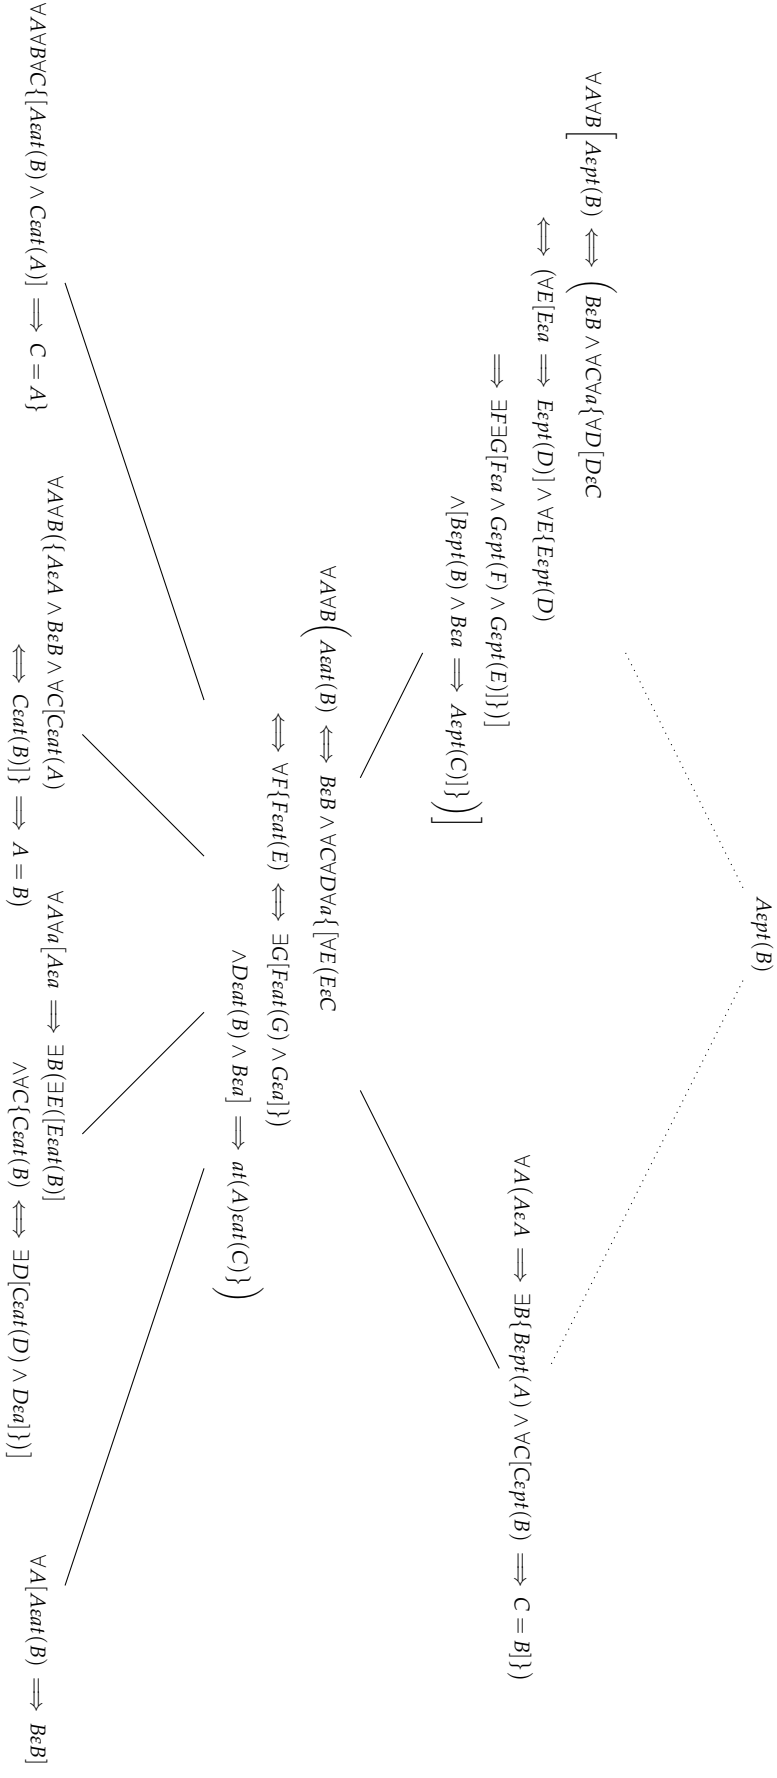 Aεpt(B)
∀A∀B[Aεpt(B) ⟺ (BεB ∧ ∀C∀a{∀D[DεC
⟺ (∀E[Eεa ⟹ Eεpt(D)] ∧ ∀E{Eεpt(D)
⟹ ∃F∃G[Fεa ∧ Gεpt(F) ∧ Gεpt(E)]})]
∧[Bεpt(B) ∧ Bεa ⟹ Aεpt(C)]})]
∀A(AεA ⟹ ∃B{Bεpt(A) ∧ ∀C[Cεpt(B) ⟹ C = B]})
∀A∀B(Aεat(B) ⟺ BεB ∧ ∀C∀D∀a{[∀E(EεC
⟺ ∀F{Fεat(E) ⟺ ∃G[Fεat(G) ∧ Gεa]})
∧Dεat(B) ∧ Bεa] ⟹ at(A)εat(C)})
∀A∀B∀C{[Aεat(B) ∧ Cεat(A)] ⟹ C = A}
∀A∀B({AεA ∧ BεB ∧ ∀C[Cεat(A)
⟺ Cεat(B)]} ⟹ A = B)
∀A∀a[Aεa ⟹ ∃B(∃E([Eεat(B)]
∧∀C{Cεat(B) ⟺ ∃D[Cεat(D) ∧ Dεa]})]
∀A[Aεat(B) ⟹ BεB]